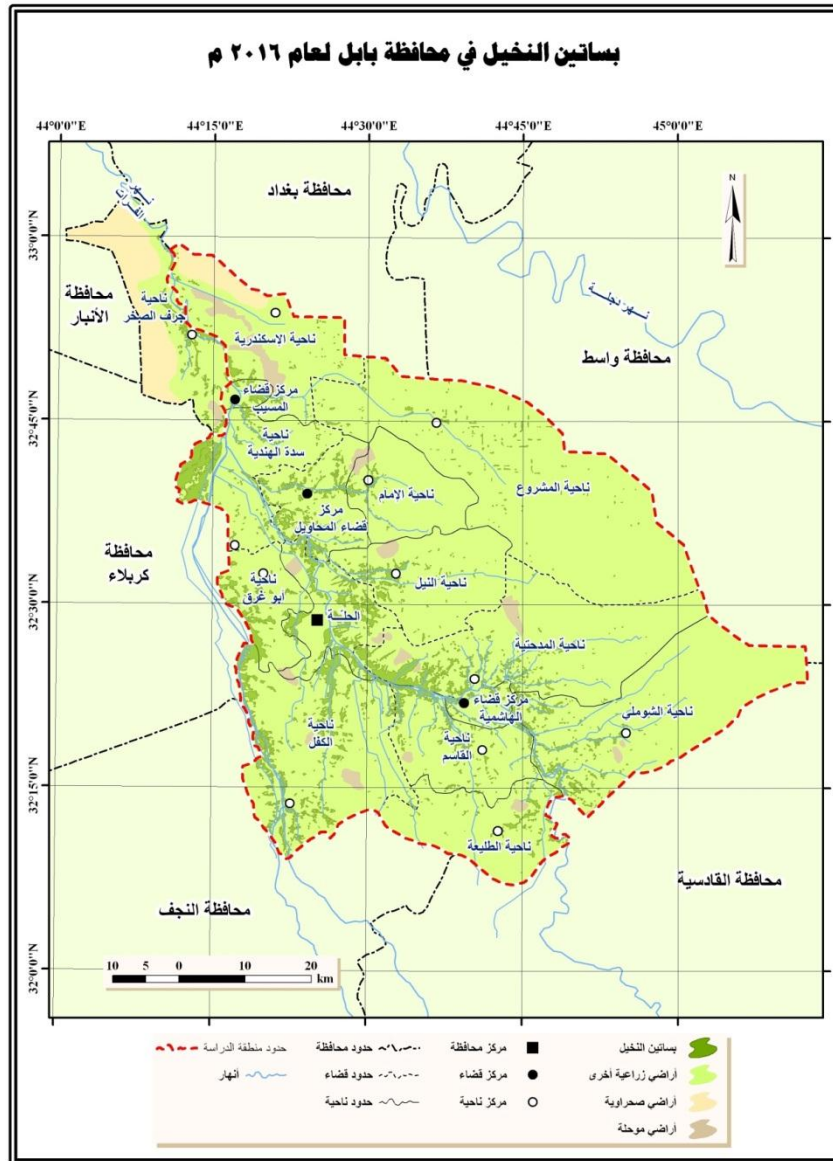 بساتين النخيل في محافظة بابل لعام ٢٠١٦ م
44°0'0"E
44°15'0"E
44°30'0"E
44°45'0"E
45°0'0"E
33°0'0"N
32°45'0"N
32°30'0"N
32°15'0"N
32°0'0"N
N
نهر الفرات
محافظة بغداد
محافظة
الأنبار
ناحية
جرف الصخر
ناحية الاسكندرية
نهر دجلة
محافظة واسط
مركز قضاء
المسيب
ناحية
سدة الهندية
ناحية المشروع
ناحية الامام
مركز
قضاء المحاويل
محافظة
كربلاء
ناحية
ابو غرق
ناحية النيل
الحلة
ناحية المدحتية
مركز قضاء
الهاشمية
ناحية الشوملي
ناحية
الكفل
ناحية
القاسم
ناحية الطليعة
محافظة القادسية
محافظة النجف
10 5 0 10 20
km
بساتين النخيل
أراضي زراعية أخرى
أراضي صحراوية
أراضي موحلة
مركز محافظة
مركز قضاء
مركز ناحية
حدود محافظة
حدود قضاء
حدود ناحية
حدود منطقة الدراسة
أنهار